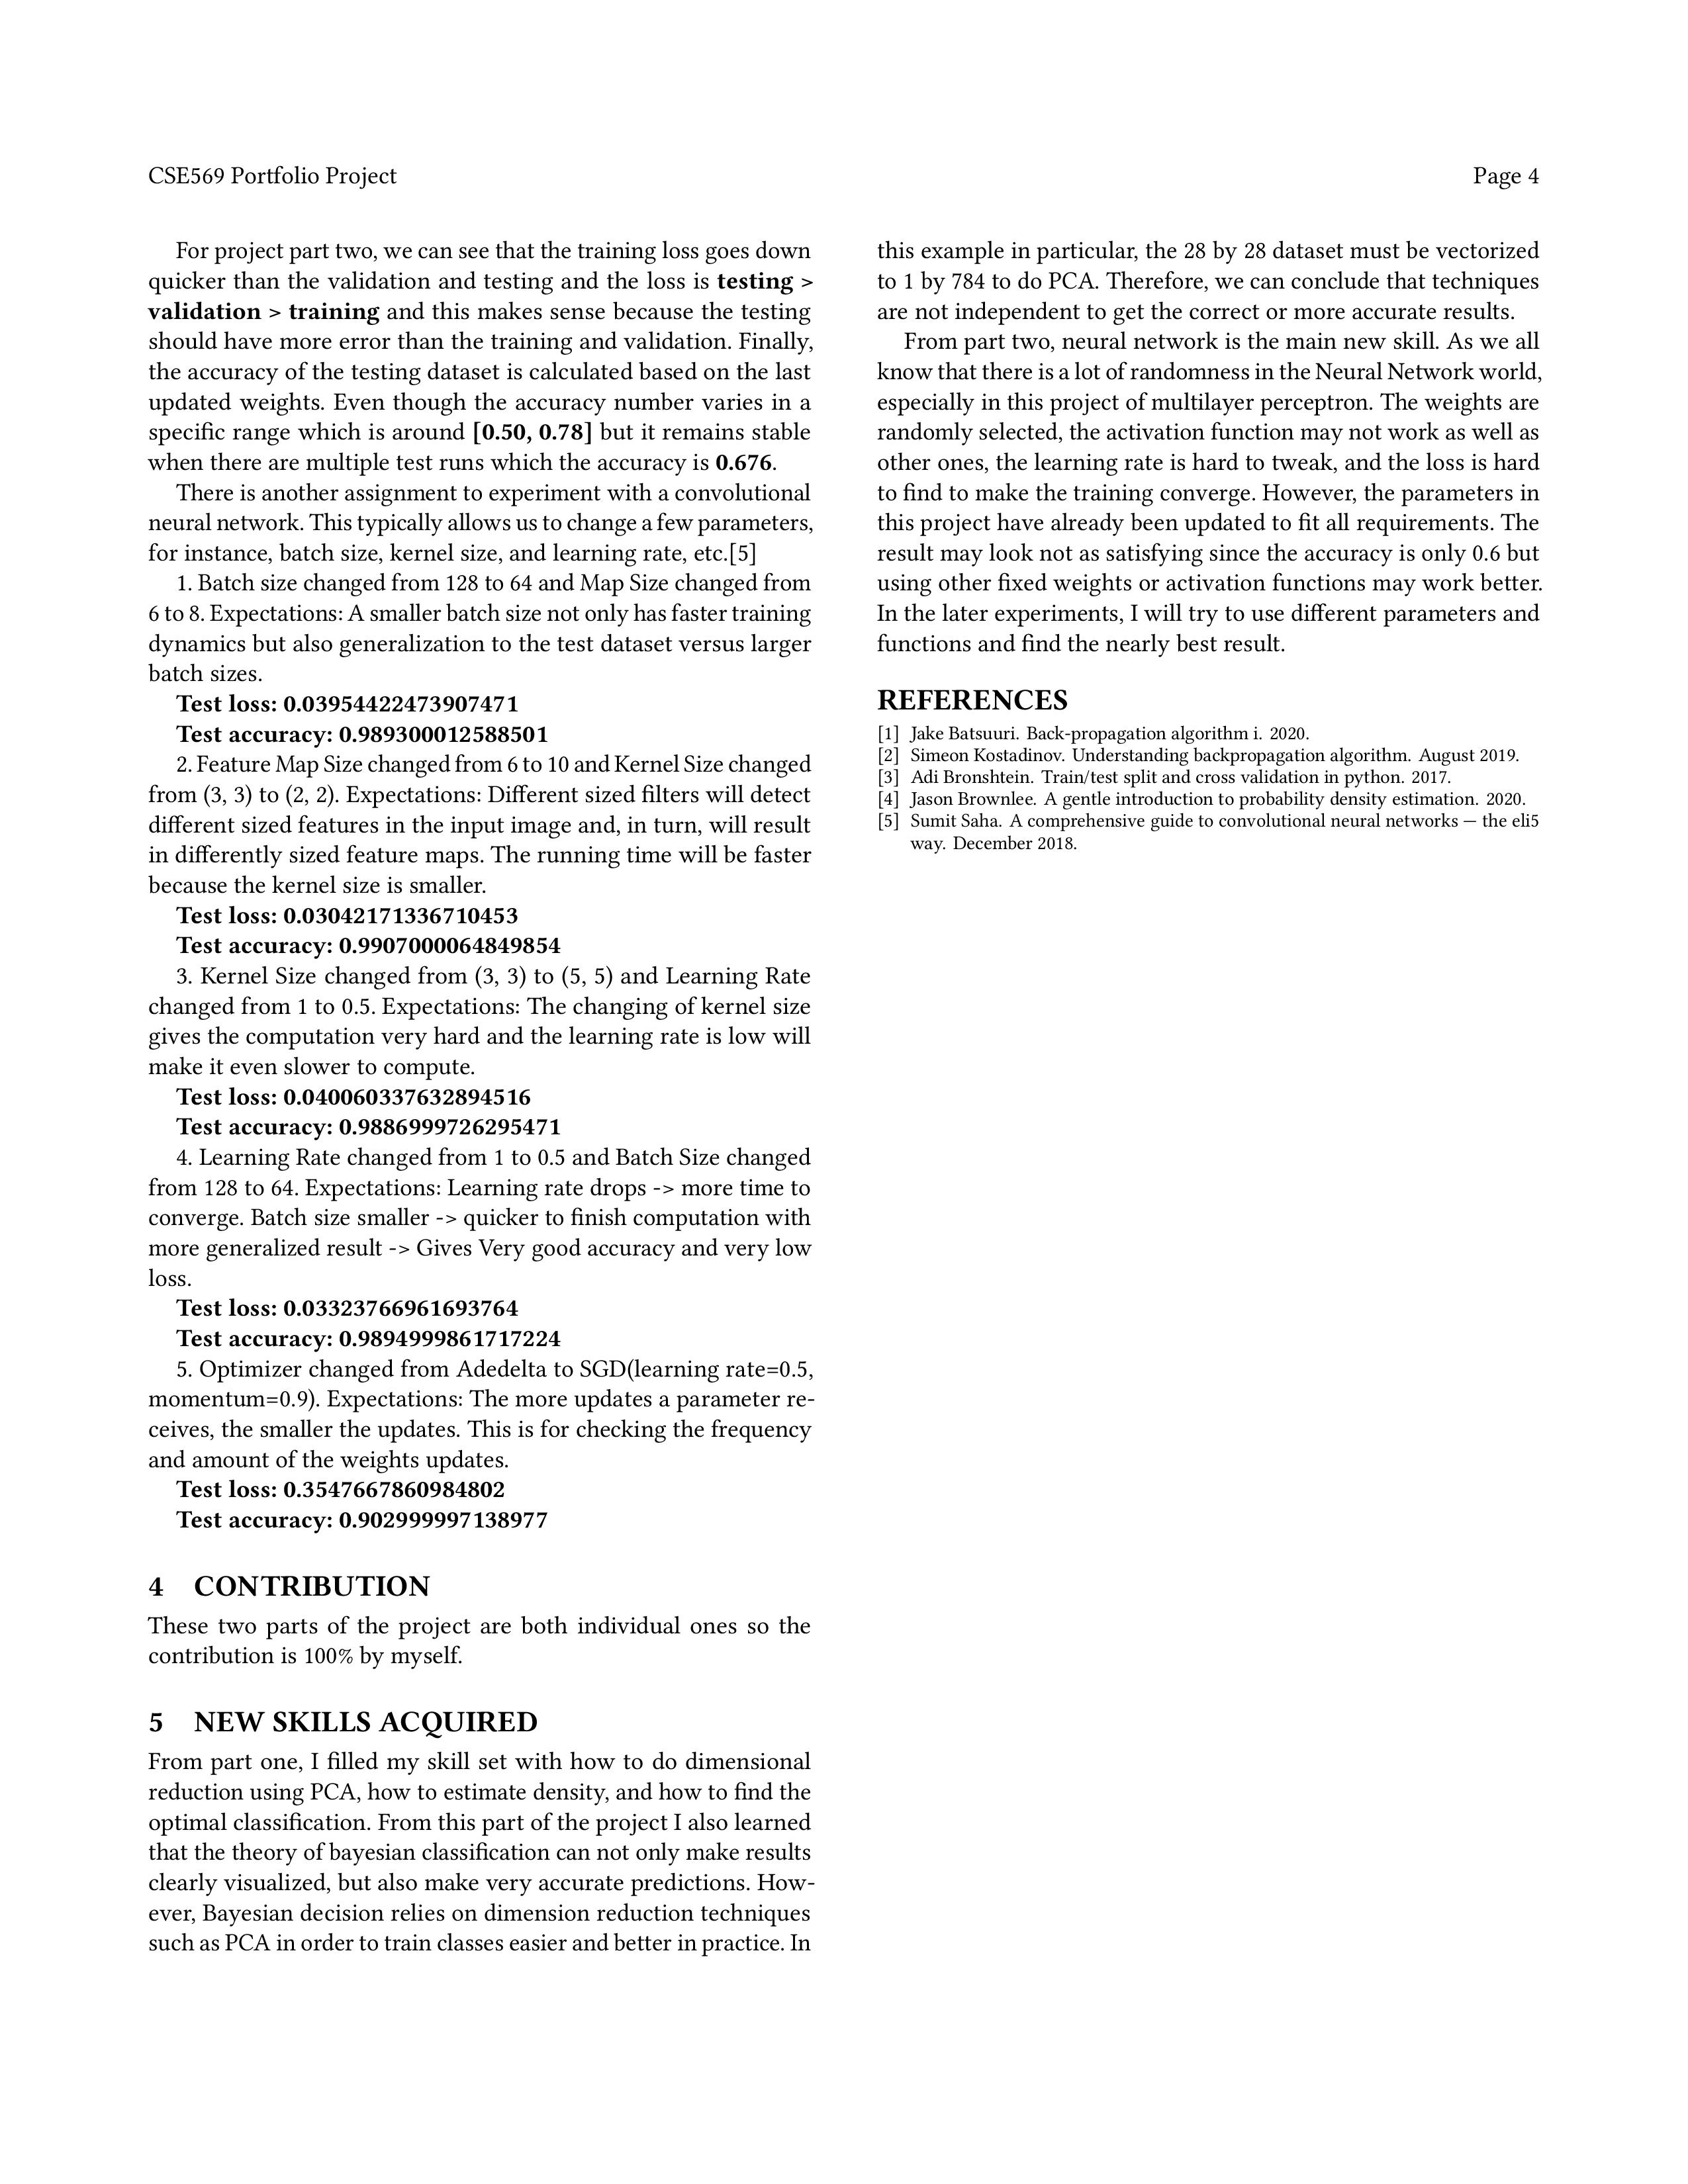 CSE569 Portfolio Project
Page 4
For project part two, we can see that the training loss goes down
quicker than the validation and testing and the loss is testing >
validation > training and this makes sense because the testing
should have more error than the training and validation. Finally,
the accuracy of the testing dataset is calculated based on the last
updated weights. Even though the accuracy number varies in a
specific range which is around [0.50, 0.78] but it remains stable
when there are multiple test runs which the accuracy is 0.676.
There is another assignment to experiment with a convolutional
neural network. This typically allows us to change a few parameters,
for instance, batch size, kernel size, and learning rate, etc.[5]
1. Batch size changed from 128 to 64 and Map Size changed from
6 to 8. Expectations: A smaller batch size not only has faster training
dynamics but also generalization to the test dataset versus larger
batch sizes.
Test loss: 0.03954422473907471
Test accuracy: 0.989300012588501
2. Feature Map Size changed from 6 to 10 and Kernel Size changed
from (3, 3) to (2, 2). Expectations: Different sized filters will detect
different sized features in the input image and, in turn, will result
in differently sized feature maps. The running time will be faster
because the kernel size is smaller.
Test loss: 0.03042171336710453
Test accuracy: 0.9907000064849854
3. Kernel Size changed from (3, 3) to (5, 5) and Learning Rate
changed from 1 to 0.5. Expectations: The changing of kernel size
gives the computation very hard and the learning rate is low will
make it even slower to compute.
Test loss: 0.040060337632894516
Test accuracy: 0.9886999726295471
4. Learning Rate changed from 1 to 0.5 and Batch Size changed
from 128 to 64. Expectations: Learning rate drops -> more time to
converge. Batch size smaller -> quicker to finish computation with
more generalized result -> Gives Very good accuracy and very low
loss.
Test loss: 0.03323766961693764
Test accuracy: 0.9894999861717224
5. Optimizer changed from Adedelta to SGD(learning rate=0.5,
momentum=0.9). Expectations: The more updates a parameter re-
ceives, the smaller the updates. This is for checking the frequency
and amount of the weights updates.
Test loss: 0.3547667860984802
Test accuracy: 0.902999997138977
4 CONTRIBUTION
These two parts of the project are both individual ones so the
contribution is 100% by myself.
5 NEW SKILLS ACQUIRED
From part one, I filled my skill set with how to do dimensional
reduction using PCA, how to estimate density, and how to find the
optimal classification. From this part of the project I also learned
that the theory of bayesian classification can not only make results
clearly visualized, but also make very accurate predictions. How-
ever, Bayesian decision relies on dimension reduction techniques
such as PCA in order to train classes easier and better in practice. In
this example in particular, the 28 by 28 dataset must be vectorized
to 1 by 784 to do PCA. Therefore, we can conclude that techniques
are not independent to get the correct or more accurate results.
From part two, neural network is the main new skill. As we all
know that there is a lot of randomness in the Neural Network world,
especially in this project of multilayer perceptron. The weights are
randomly selected, the activation function may not work as well as
other ones, the learning rate is hard to tweak, and the loss is hard
to find to make the training converge. However, the parameters in
this project have already been updated to fit all requirements. The
result may look not as satisfying since the accuracy is only 0.6 but
using other fixed weights or activation functions may work better.
In the later experiments, I will try to use different parameters and
functions and find the nearly best result.
REFERENCES
[1] Jake Batsuuri. Back-propagation algorithm i. 2020.
[2] Simeon Kostadinov. Understanding backpropagation algorithm. August 2019.
[3] Adi Bronshtein. Train/test split and cross validation in python. 2017.
[4] Jason Brownlee. A gentle introduction to probability density estimation. 2020.
[5] Sumit Saha. A comprehensive guide to convolutional neural networks — the eli5
way. December 2018.